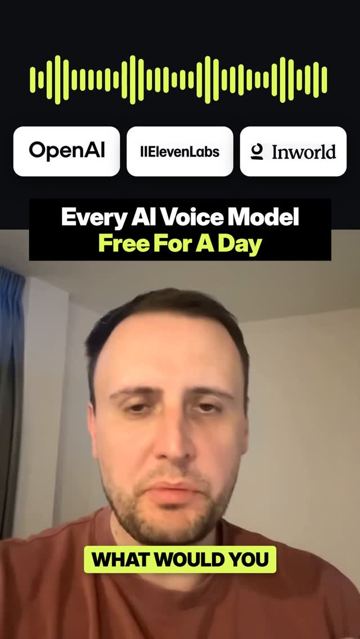 OpenAI
IIElevenLabs
Inworld
Every AI Voice Model
Free For A Day
WHAT WOULD YOU